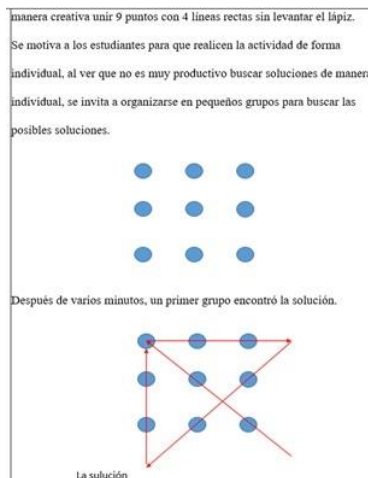 manera creativa unir 9 puntos con 4 líneas rectas sin levantar el lápiz.
Se motiva a los estudiantes para que realicen la actividad de forma
individual, al ver que no es muy productivo buscar soluciones de manera
individual, se invita a organizarse en pequeños grupos para buscar las
posibles soluciones.
Después de varios minutos, un primer grupo encontró la solución.
La sulución